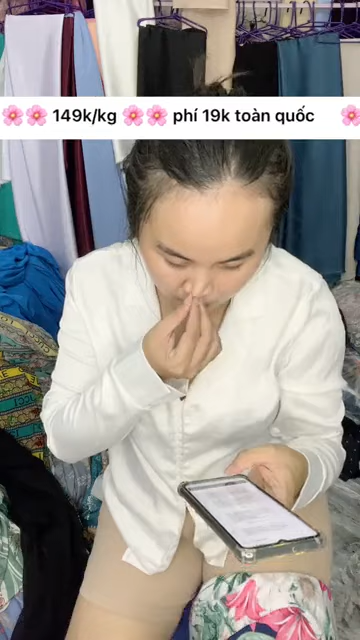 🌸🌸 149k/kg 🌸🌸 phí 19k toàn quốc 🌸